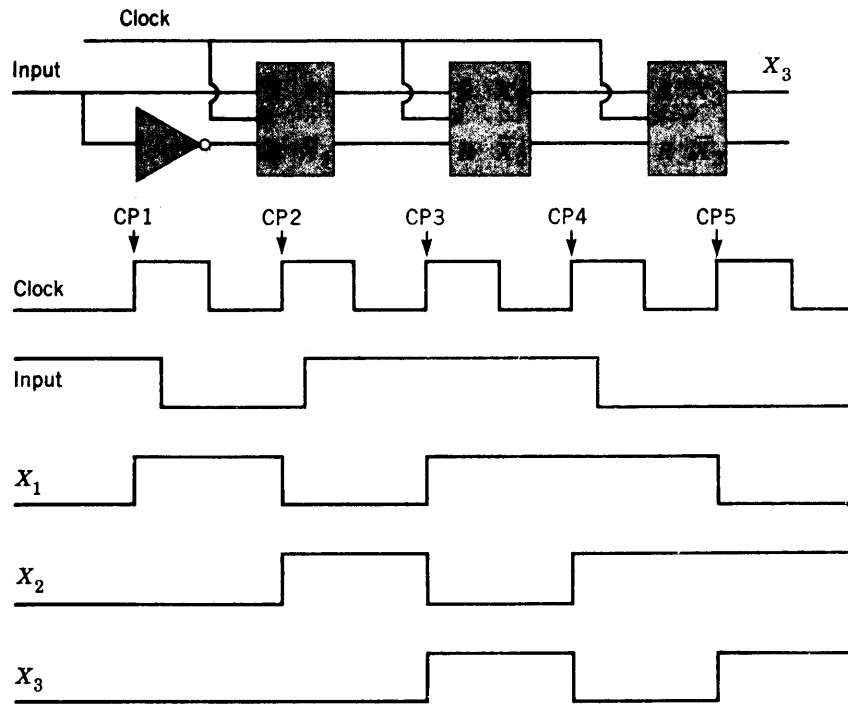 Clock
Input
X₃
CP1 CP2 CP3 CP4 CP5
Clock
Input
X₁
X₂
X₃